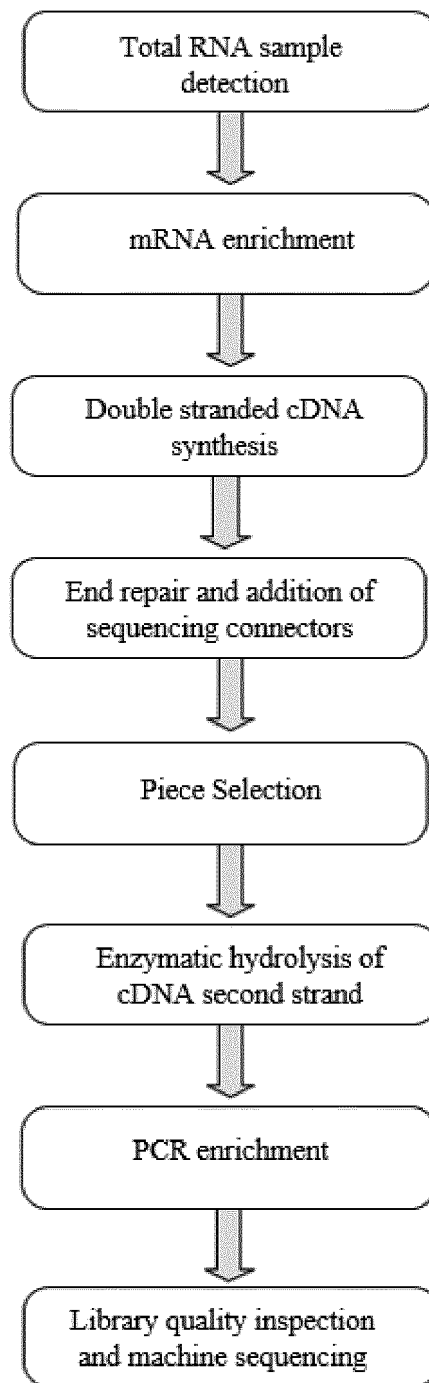 Total RNA sample
detection
mRNA enrichment
Double stranded cDNA
synthesis
End repair and addition of
sequencing connectors
Piece Selection
Enzymatic hydrolysis of
cDNA second strand
PCR enrichment
Library quality inspection
and machine sequencing